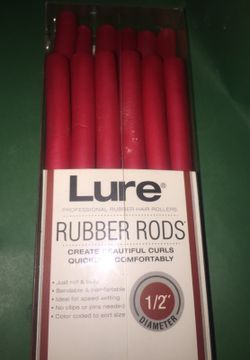 Lure®
PROFESSIONAL RUBBER HAIR ROLLERS
RUBBER RODS
CREATE BEAUTIFUL CURLS
QUICKLY COMFORTABLY
• Just roll &
• Bendable & comfortable
• Ideal for speed setting
• No clips or pins needed
• Color coded to sort size
1/2"
DIAMETER